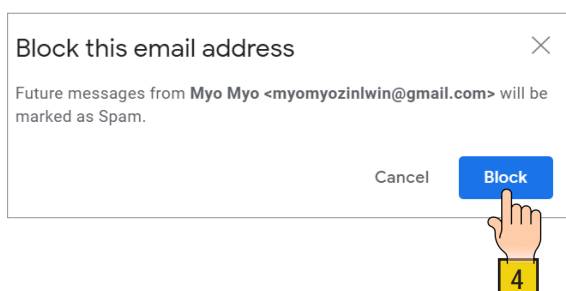 Block this email address
Future messages from Myo Myo <myomyozinlwin@gmail.com> will be
marked as Spam.
Cancel Block
4